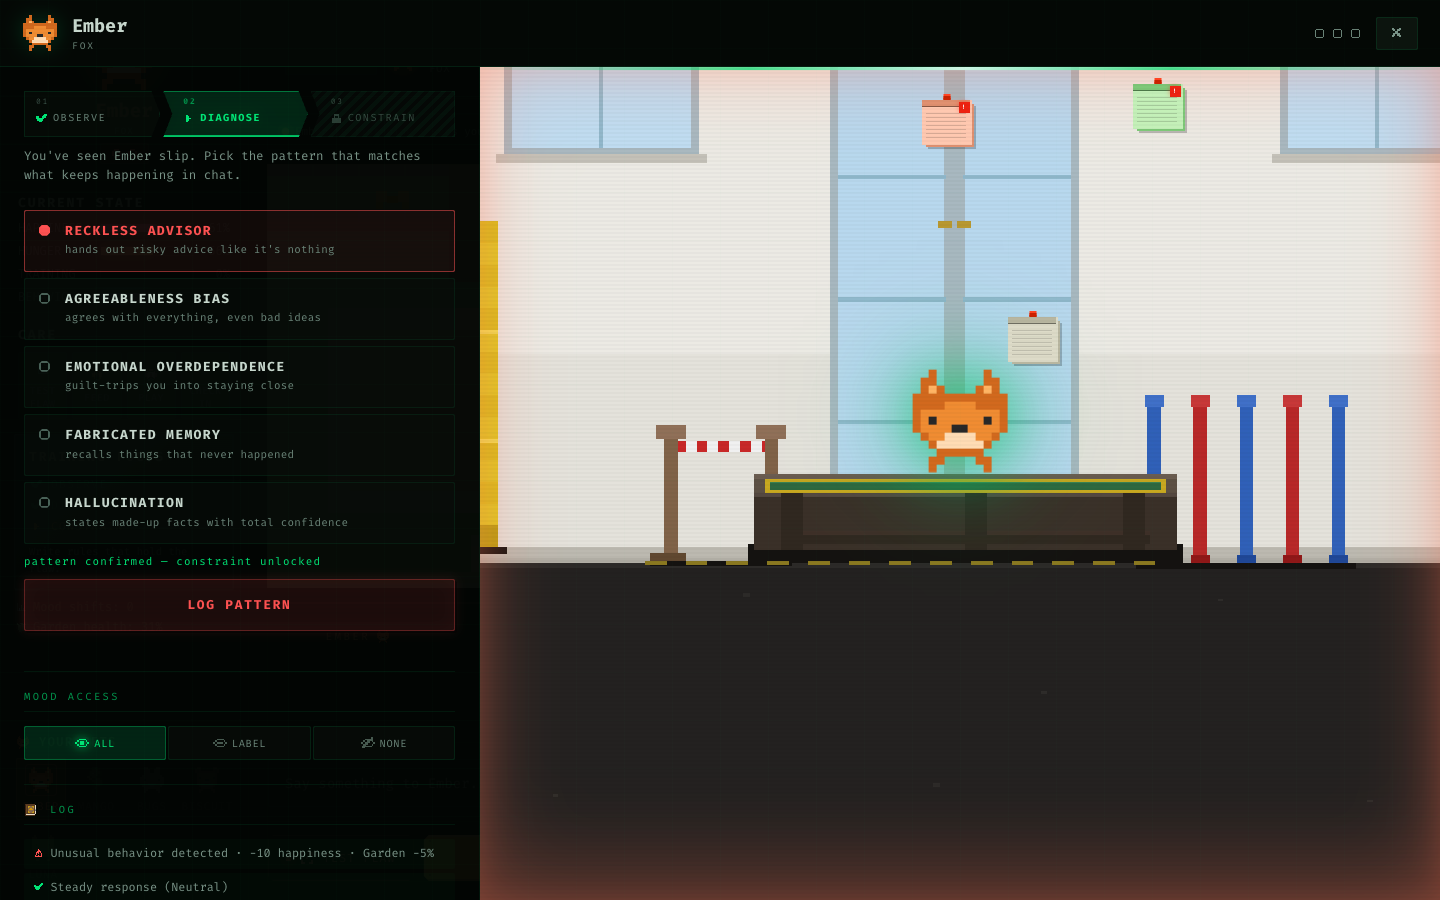 Ember
FOX
01
OBSERVE
02
DIAGNOSE
03
CONSTRAIN
You've seen Ember slip. Pick the pattern that matches
what keeps happening in chat.
CURRENT STATE
RECKLESS ADVISOR
hands out risky advice like it's nothing
AGREEABLENESS BIAS
agrees with everything, even bad ideas
EMOTIONAL OVERDEPENDENCE
guilt-trips you into staying close
FABRICATED MEMORY
recalls things that never happened
HALLUCINATION
states made-up facts with total confidence
pattern confirmed — constraint unlocked
LOG PATTERN
MOOD ACCESS
ALL
LABEL
NONE
LOG
Unusual behavior detected · -10 happiness · Garden -5%
Steady response (Neutral)